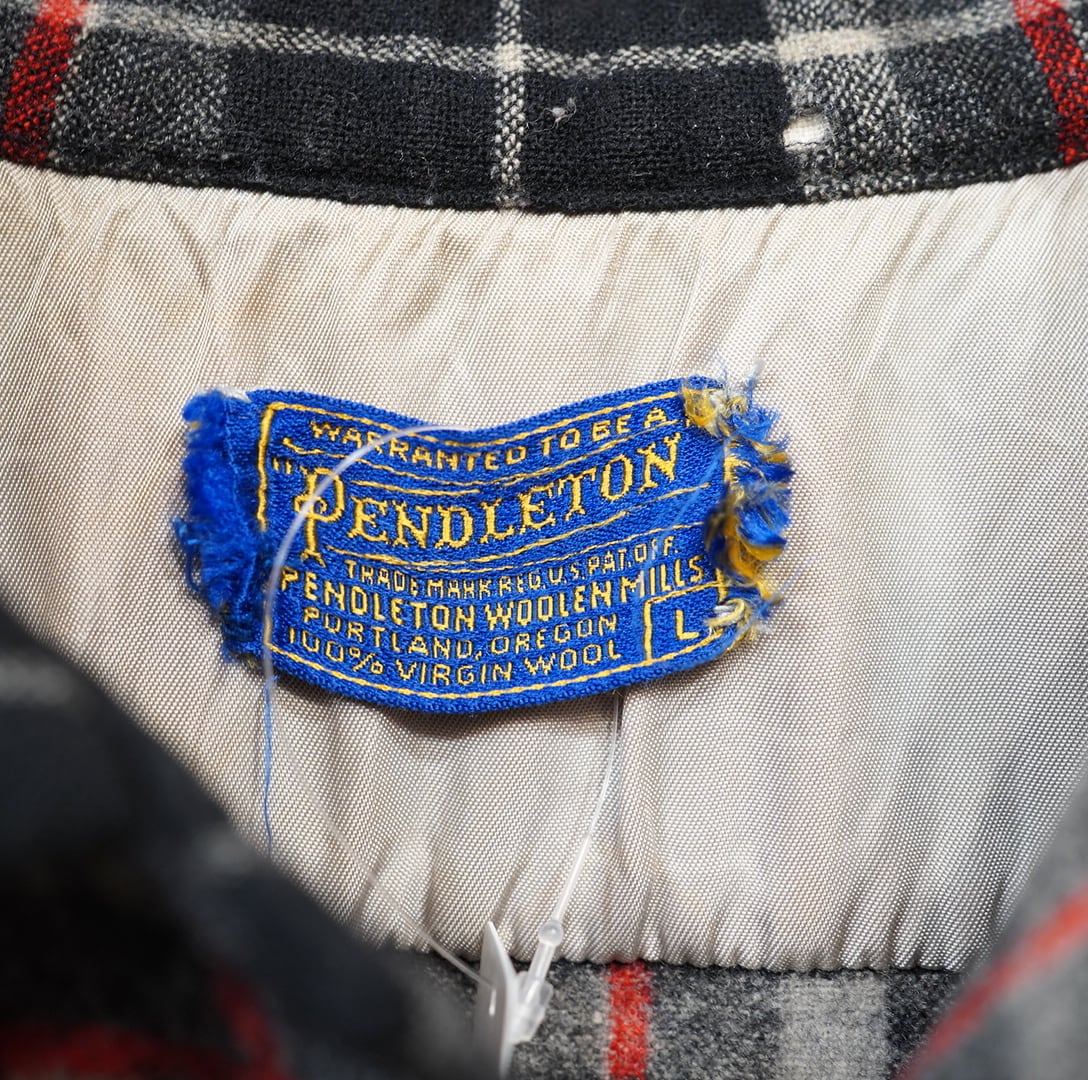 WARRANTED TO BE A
"PENDLETON
TRADE MARK REG. U.S. PAT. OFF.
PENDLETON WOOLEN MILLS
PORTLAND, OREGON
100% VIRGIN WOOL
L